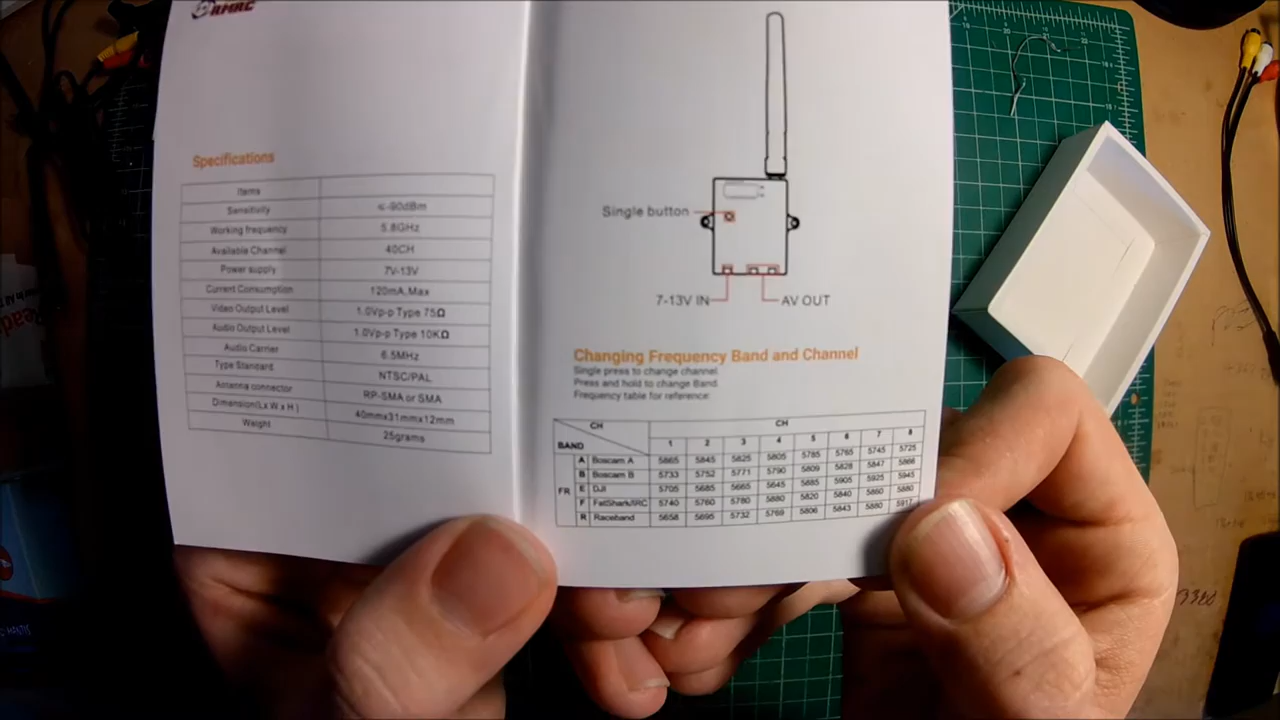 ARMRC
Specifications
Items
Sensitivity ≤-90dBm
Working frequency 5.8GHz
Available Channel 40CH
Power supply 7V-13V
Current Consumption 120mA,Max
Video Output Level 1.0Vp-p Type 75Ω
Audio Output Level 1.0Vp-p Type 10KΩ
Audio Carrier 6.5MHz
Type Standard NTSC/PAL
Antenna connector RP-SMA or SMA
Dimension(Lx W x H ) 40mmx31mmx12mm
Weight 25grams
Single button
7-13V IN
AV OUT
Changing Frequency Band and Channel
Single press to change channel.
Press and hold to change Band.
Frequency table for reference:
CH CH
BAND 1 2 3 4 5 6 7 8
A Boscam A 5865 5845 5825 5805 5785 5765 5745 5725
B Boscam B 5733 5752 5771 5790 5809 5828 5847 5866
FR E DJI 5705 5685 5665 5645 5885 5905 5925 5945
F FatShark/IRC 5740 5760 5780 5880 5820 5840 5860 5880
R Raceband 5658 5695 5732 5769 5806 5843 5880 5917